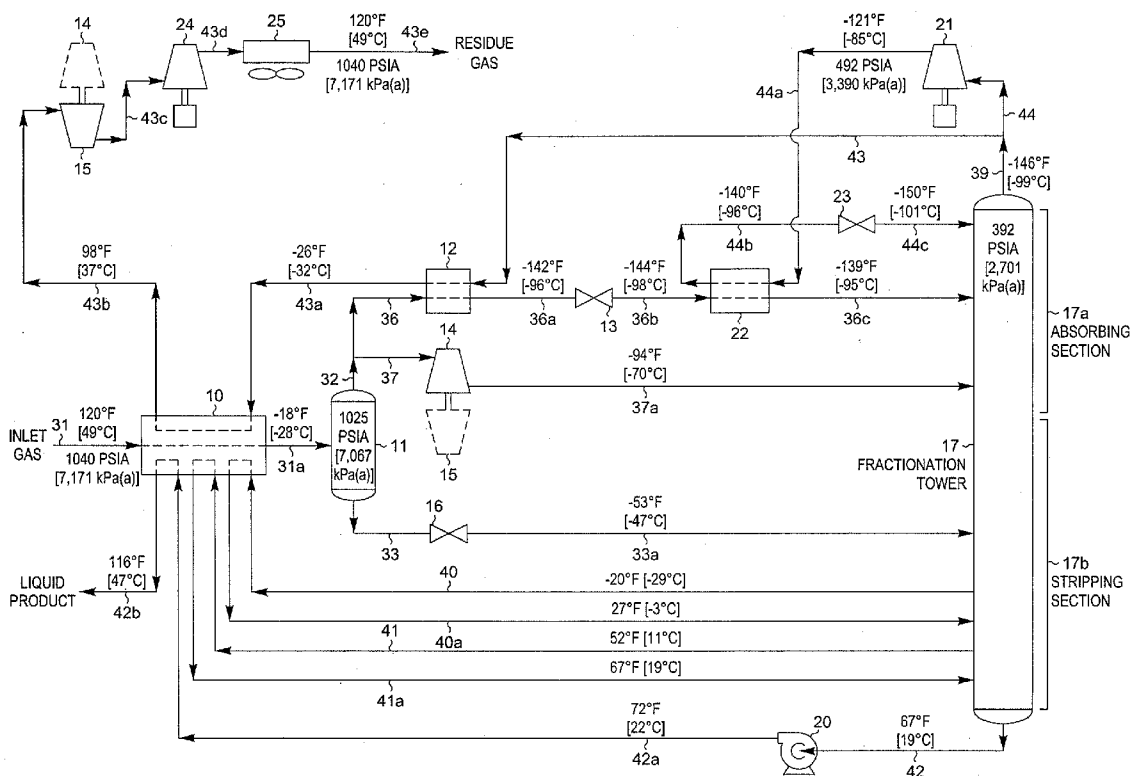 14
24
43d
25
120°F
[49°C]
43e
RESIDUE
GAS
1040 PSIA
[7,171 kPa(a)]
43c
15
-121°F
[-85°C]
21
492 PSIA
[3,390 kPa(a)]
44a
44
43
39
-146°F
[-99°C]
98°F
[37°C]
43b
-26°F
[-32°C]
43a
12
-142°F
[-96°C]
36
36a
13
-144°F
[-98°C]
36b
-140°F
[-96°C]
44b
23
-150°F
[-101°C]
44c
22
-139°F
[-95°C]
36c
392
PSIA
[2,701
kPa(a)]
17a
ABSORBING
SECTION
32
37
14
-94°F
[-70°C]
37a
15
INLET
GAS
31
120°F
[49°C]
1040 PSIA
[7,171 kPa(a)]
10
-18°F
[-28°C]
31a
1025
PSIA
[7,067
kPa(a)]
11
17
FRACTIONATION
TOWER
33
16
-53°F
[-47°C]
33a
17b
STRIPPING
SECTION
LIQUID
PRODUCT
116°F
[47°C]
42b
40
-20°F [-29°C]
27°F [-3°C]
41
40a
52°F [11°C]
67°F [19°C]
41a
72°F
[22°C]
42a
20
67°F
[19°C]
42